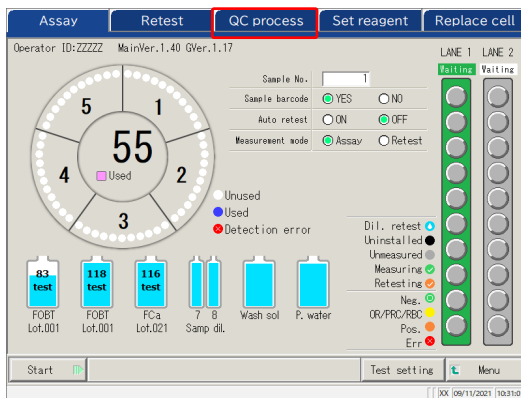 Assay Retest QC process Set reagent Replace cell
Operator ID:ZZZZZ MainVer.1.40 GVer.1.17
LANE 1 LANE 2
Waiting Waiting
Sample No. 1
Sample barcode YES NO
Auto retest ON OFF
Measurement mode Assay Retest
5 1
55
Used
4 2
3
Unused
Used
Detection error
Dil. retest
Uninstalled
Unmeasured
Measuring
Retesting
Neg.
OR/PRC/RBC
Pos.
Err
83 118 116
test test test
FOBT FOBT FCa 7 8 Wash sol P. water
Lot.001 Lot.001 Lot.021 Samp dil.
Start Test setting Menu
XX 09/11/2021 10:31:0